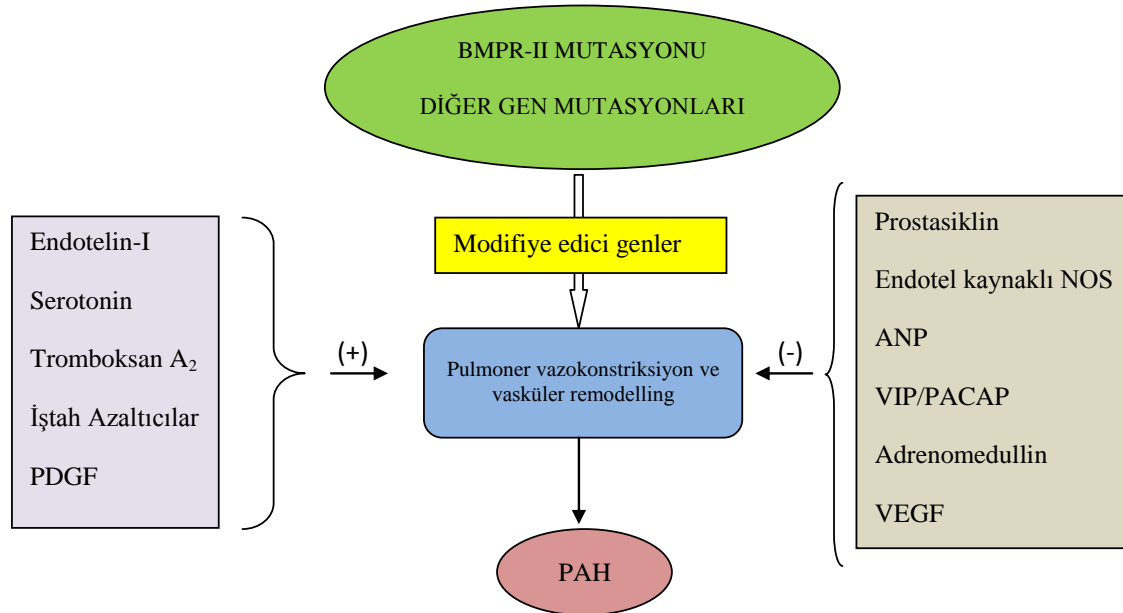 BMPR-II MUTASYONU
DİĞER GEN MUTASYONLARI
Modifiye edici genler
Endotelin-I
Serotonin
Tromboksan A₂
İştah Azaltıcılar
PDGF
(+)
Pulmoner vazokonstriksiyon ve
vasküler remodelling
(-)
Prostasiklin
Endotel kaynaklı NOS
ANP
VIP/PACAP
Adrenomedullin
VEGF
PAH